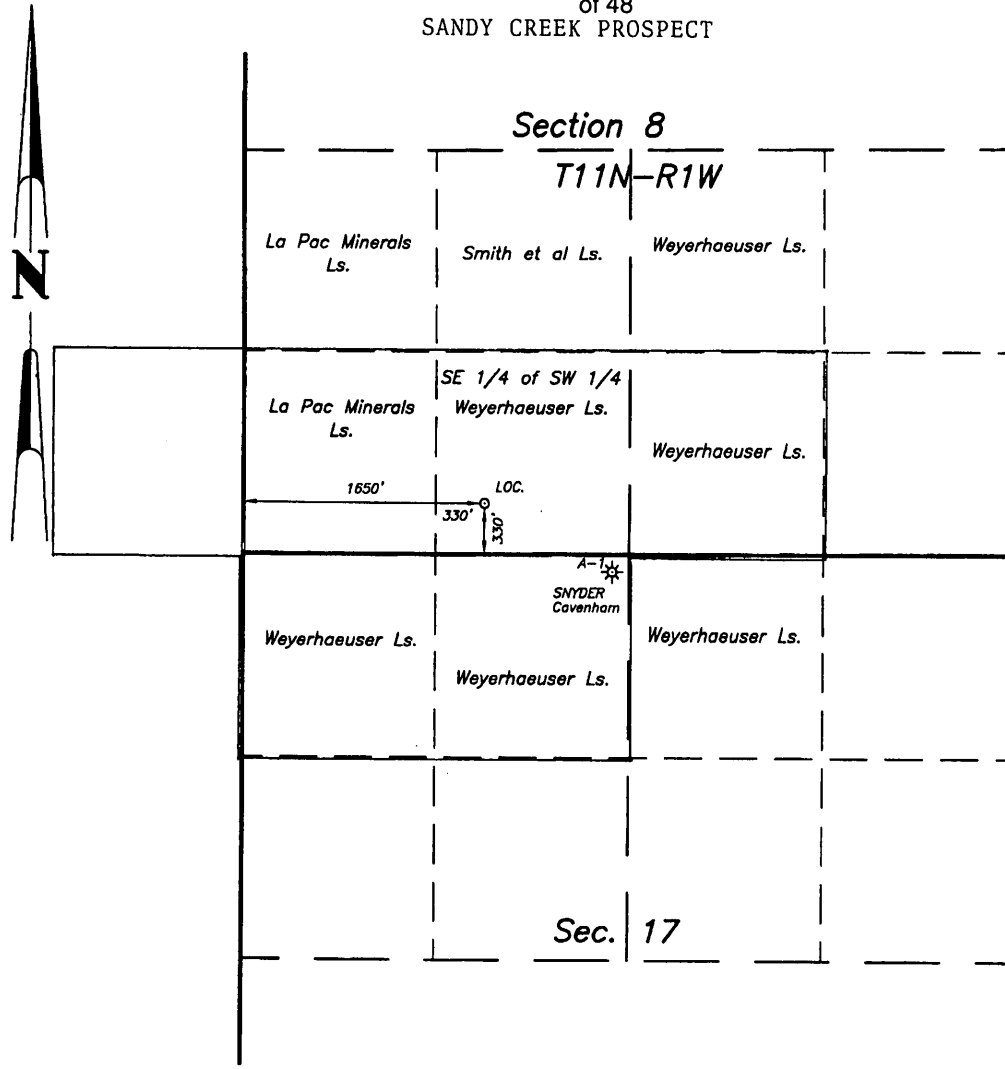 of 48
SANDY CREEK PROSPECT
Section 8
T11N-R1W
La Pac Minerals
Ls.
Smith et al Ls.
Weyerhaeuser Ls.
N
SE 1/4 of SW 1/4
La Pac Minerals
Ls.
Weyerhaeuser Ls.
Weyerhaeuser Ls.
1650'
LOC.
330'
330'
A-1
SNYDER
Cavenham
Weyerhaeuser Ls.
Weyerhaeuser Ls.
Weyerhaeuser Ls.
Sec. 17